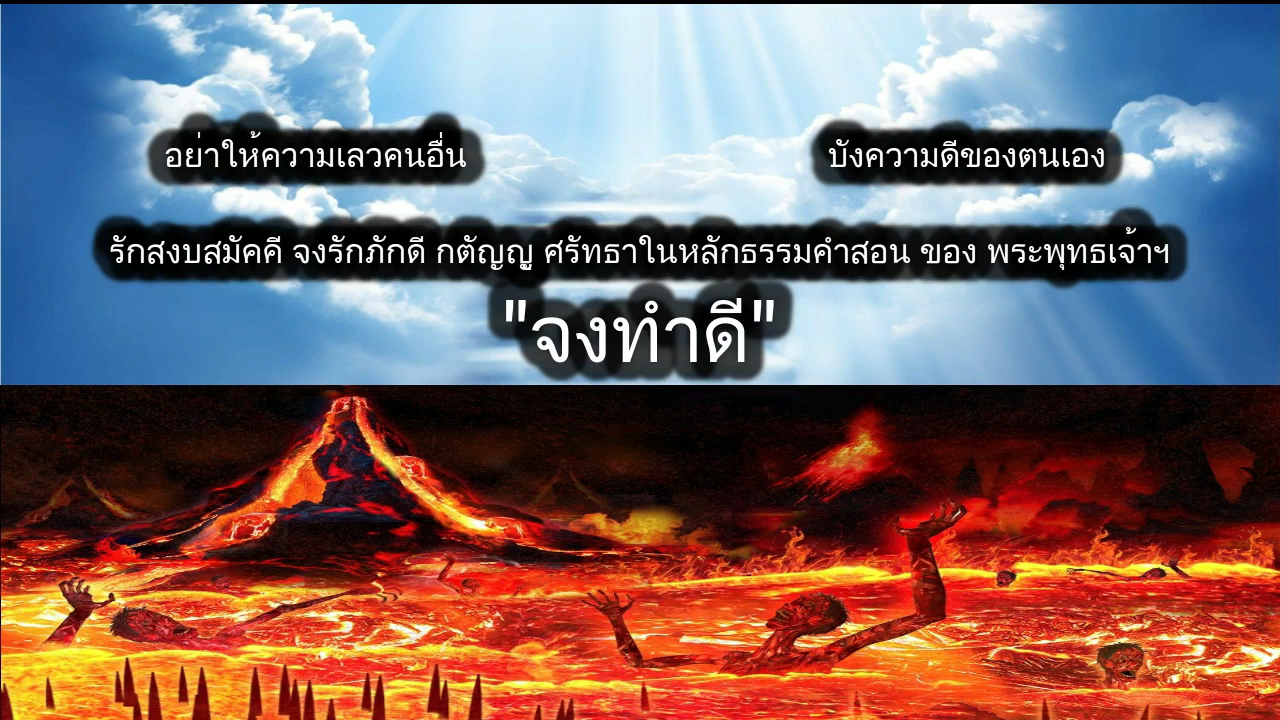 อย่าให้ความเลวคนอื่น บังความดีของตนเอง
รักสงบสมัคคี จงรักภักดี กตัญญู ศรัทธาในหลักธรรมคำสอน ของ พระพุทธเจ้าฯ
"จงทำดี"